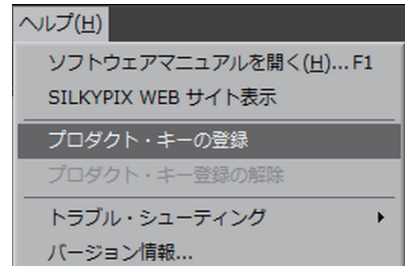 ヘルプ(H)
ソフトウェアマニュアルを開く(H)... F1
SILKYPIX WEB サイト表示
プロダクト・キーの登録
プロダクト・キー登録の解除
トラブル・シューティング
バージョン情報...